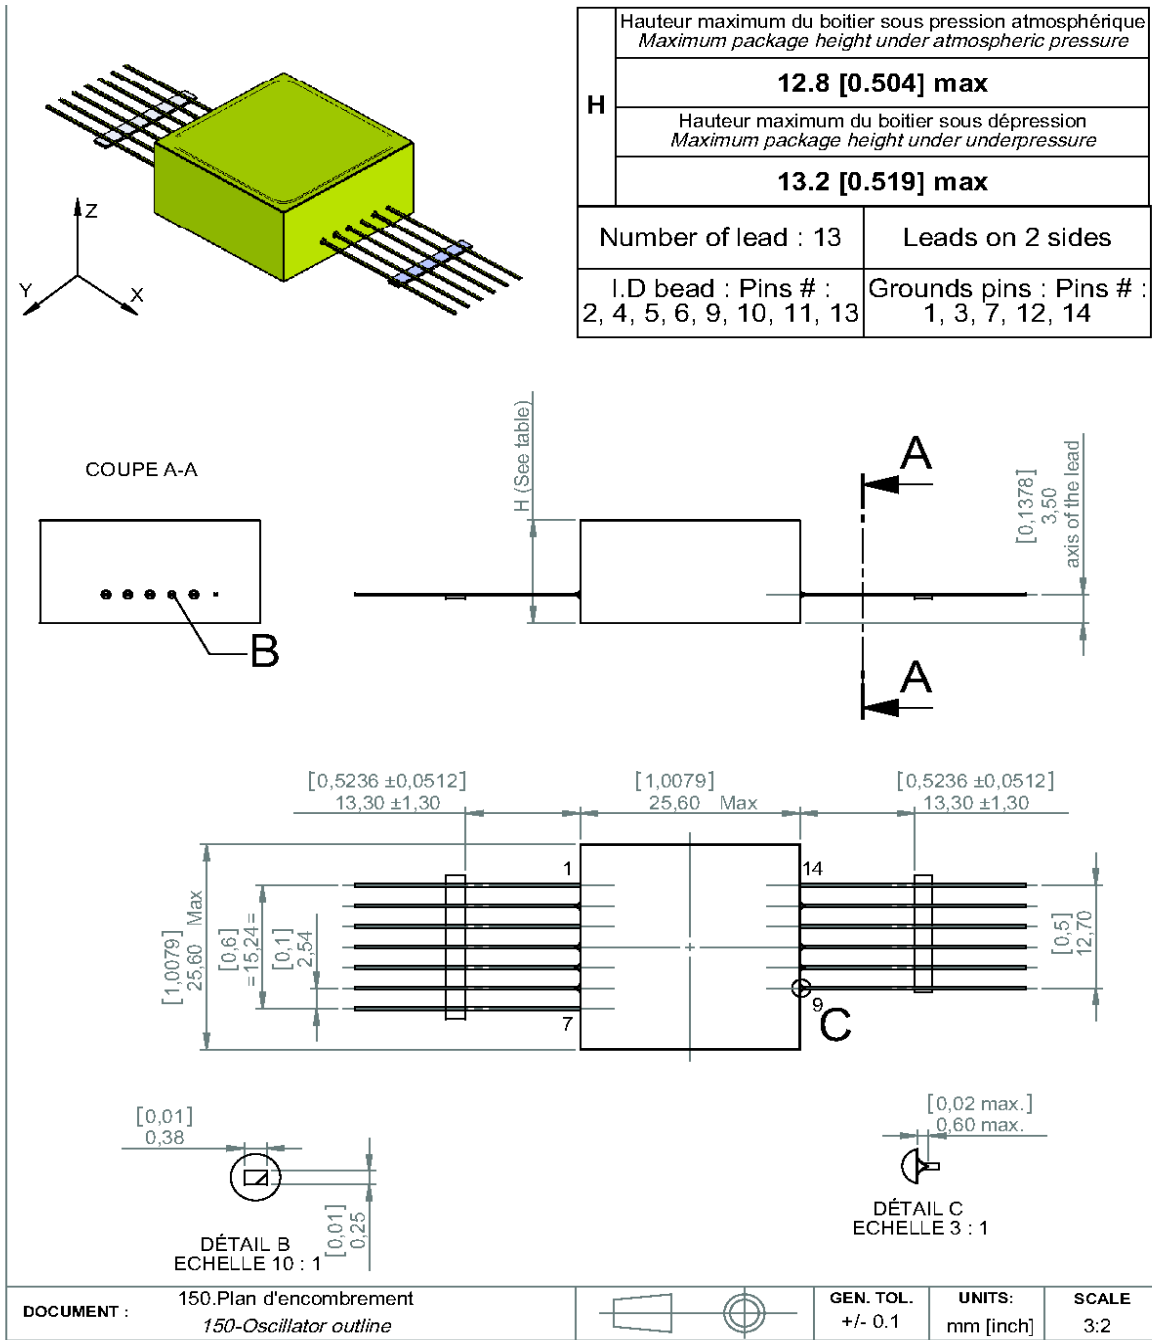 Hauteur maximum du boitier sous pression atmosphérique
Maximum package height under atmospheric pressure
12.8 [0.504] max
H
Hauteur maximum du boitier sous dépression
Maximum package height under underpressure
13.2 [0.519] max
Number of lead : 13
Leads on 2 sides
I.D bead : Pins # :
2, 4, 5, 6, 9, 10, 11, 13
Grounds pins : Pins # :
1, 3, 7, 12, 14
Z
Y
X
COUPE A-A
B
H (See table)
A
A
[0,1378]
3,50
axis of the lead
[0,5236 ±0,0512]
13,30 ±1,30
[1,0079]
25,60 Max
[0,5236 ±0,0512]
13,30 ±1,30
1
14
[1,0079]
25,60 Max
[0,6]
=15,24=
[0,1]
2,54
[0,5]
12,70
7
9
C
[0,01]
0,38
[0,01]
0,25
DÉTAIL B
ECHELLE 10 : 1
[0,02 max.]
0,60 max.
DÉTAIL C
ECHELLE 3 : 1
DOCUMENT :
150.Plan d'encombrement
150-Oscillator outline
GEN. TOL.
+/- 0.1
UNITS:
mm [inch]
SCALE
3:2